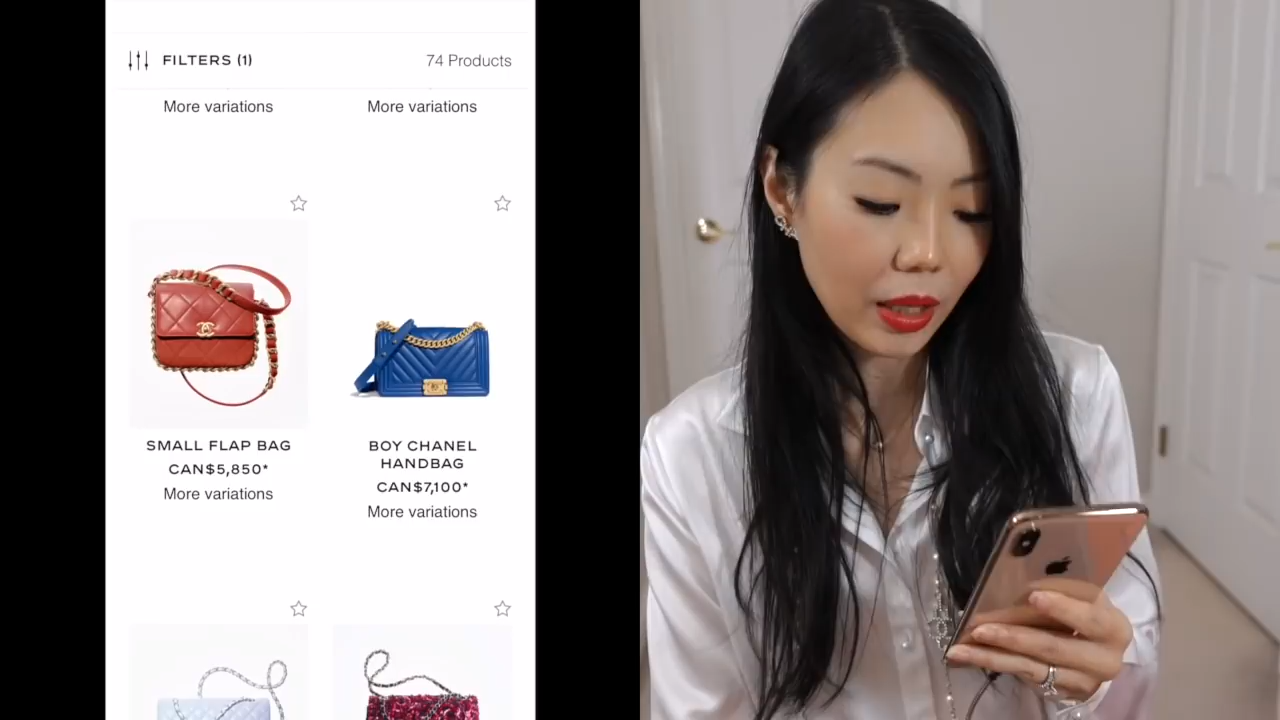 FILTERS (1)
74 Products
More variations
More variations
SMALL FLAP BAG
CAN$5,850*
More variations
BOY CHANEL
HANDBAG
CAN$7,100*
More variations